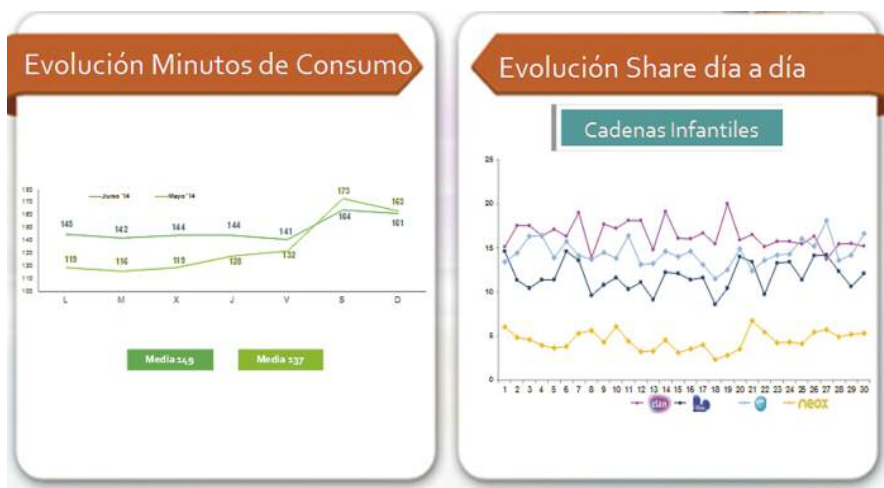 Evolución Minutos de Consumo
180
170
160
150
140
130
120
110
100
Junio '14
Mayo '14
145
142
144
144
141
164
161
119
116
119
128
132
173
163
L M X J V S D
Media 149
Media 137
Evolución Share día a día
Cadenas Infantiles
25
20
15
10
5
0
1 2 3 4 5 6 7 8 9 10 11 12 13 14 15 16 17 18 19 20 21 22 23 24 25 26 27 28 29 30
clan
neox